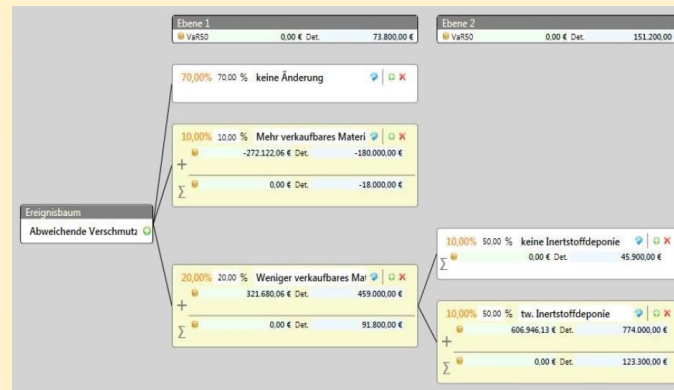 Ebene 1
VaR50 0,00 € Det. 73.800,00 €
70,00% 70,00 % keine Änderung
10,00% 10,00 % Mehr verkaufbares Materi
-272.122,06 € Det. -180.000,00 €
+
∑ 0,00 € Det. -18.000,00 €
Ereignisbaum
Abweichende Verschmutz
20,00% 20,00 % Weniger verkaufbares Mat
321.680,06 € Det. 459.000,00 €
+
∑ 0,00 € Det. 91.800,00 €
Ebene 2
VaR50 0,00 € Det. 151.200,00
10,00% 50,00 % keine Inertstoffdeponie
∑ 0,00 € Det. 45.900,00 €
10,00% 50,00 % tw. Inertstoffdeponie
606.946,13 € Det. 774.000,00 €
+
∑ 0,00 € Det. 123.300,00 €